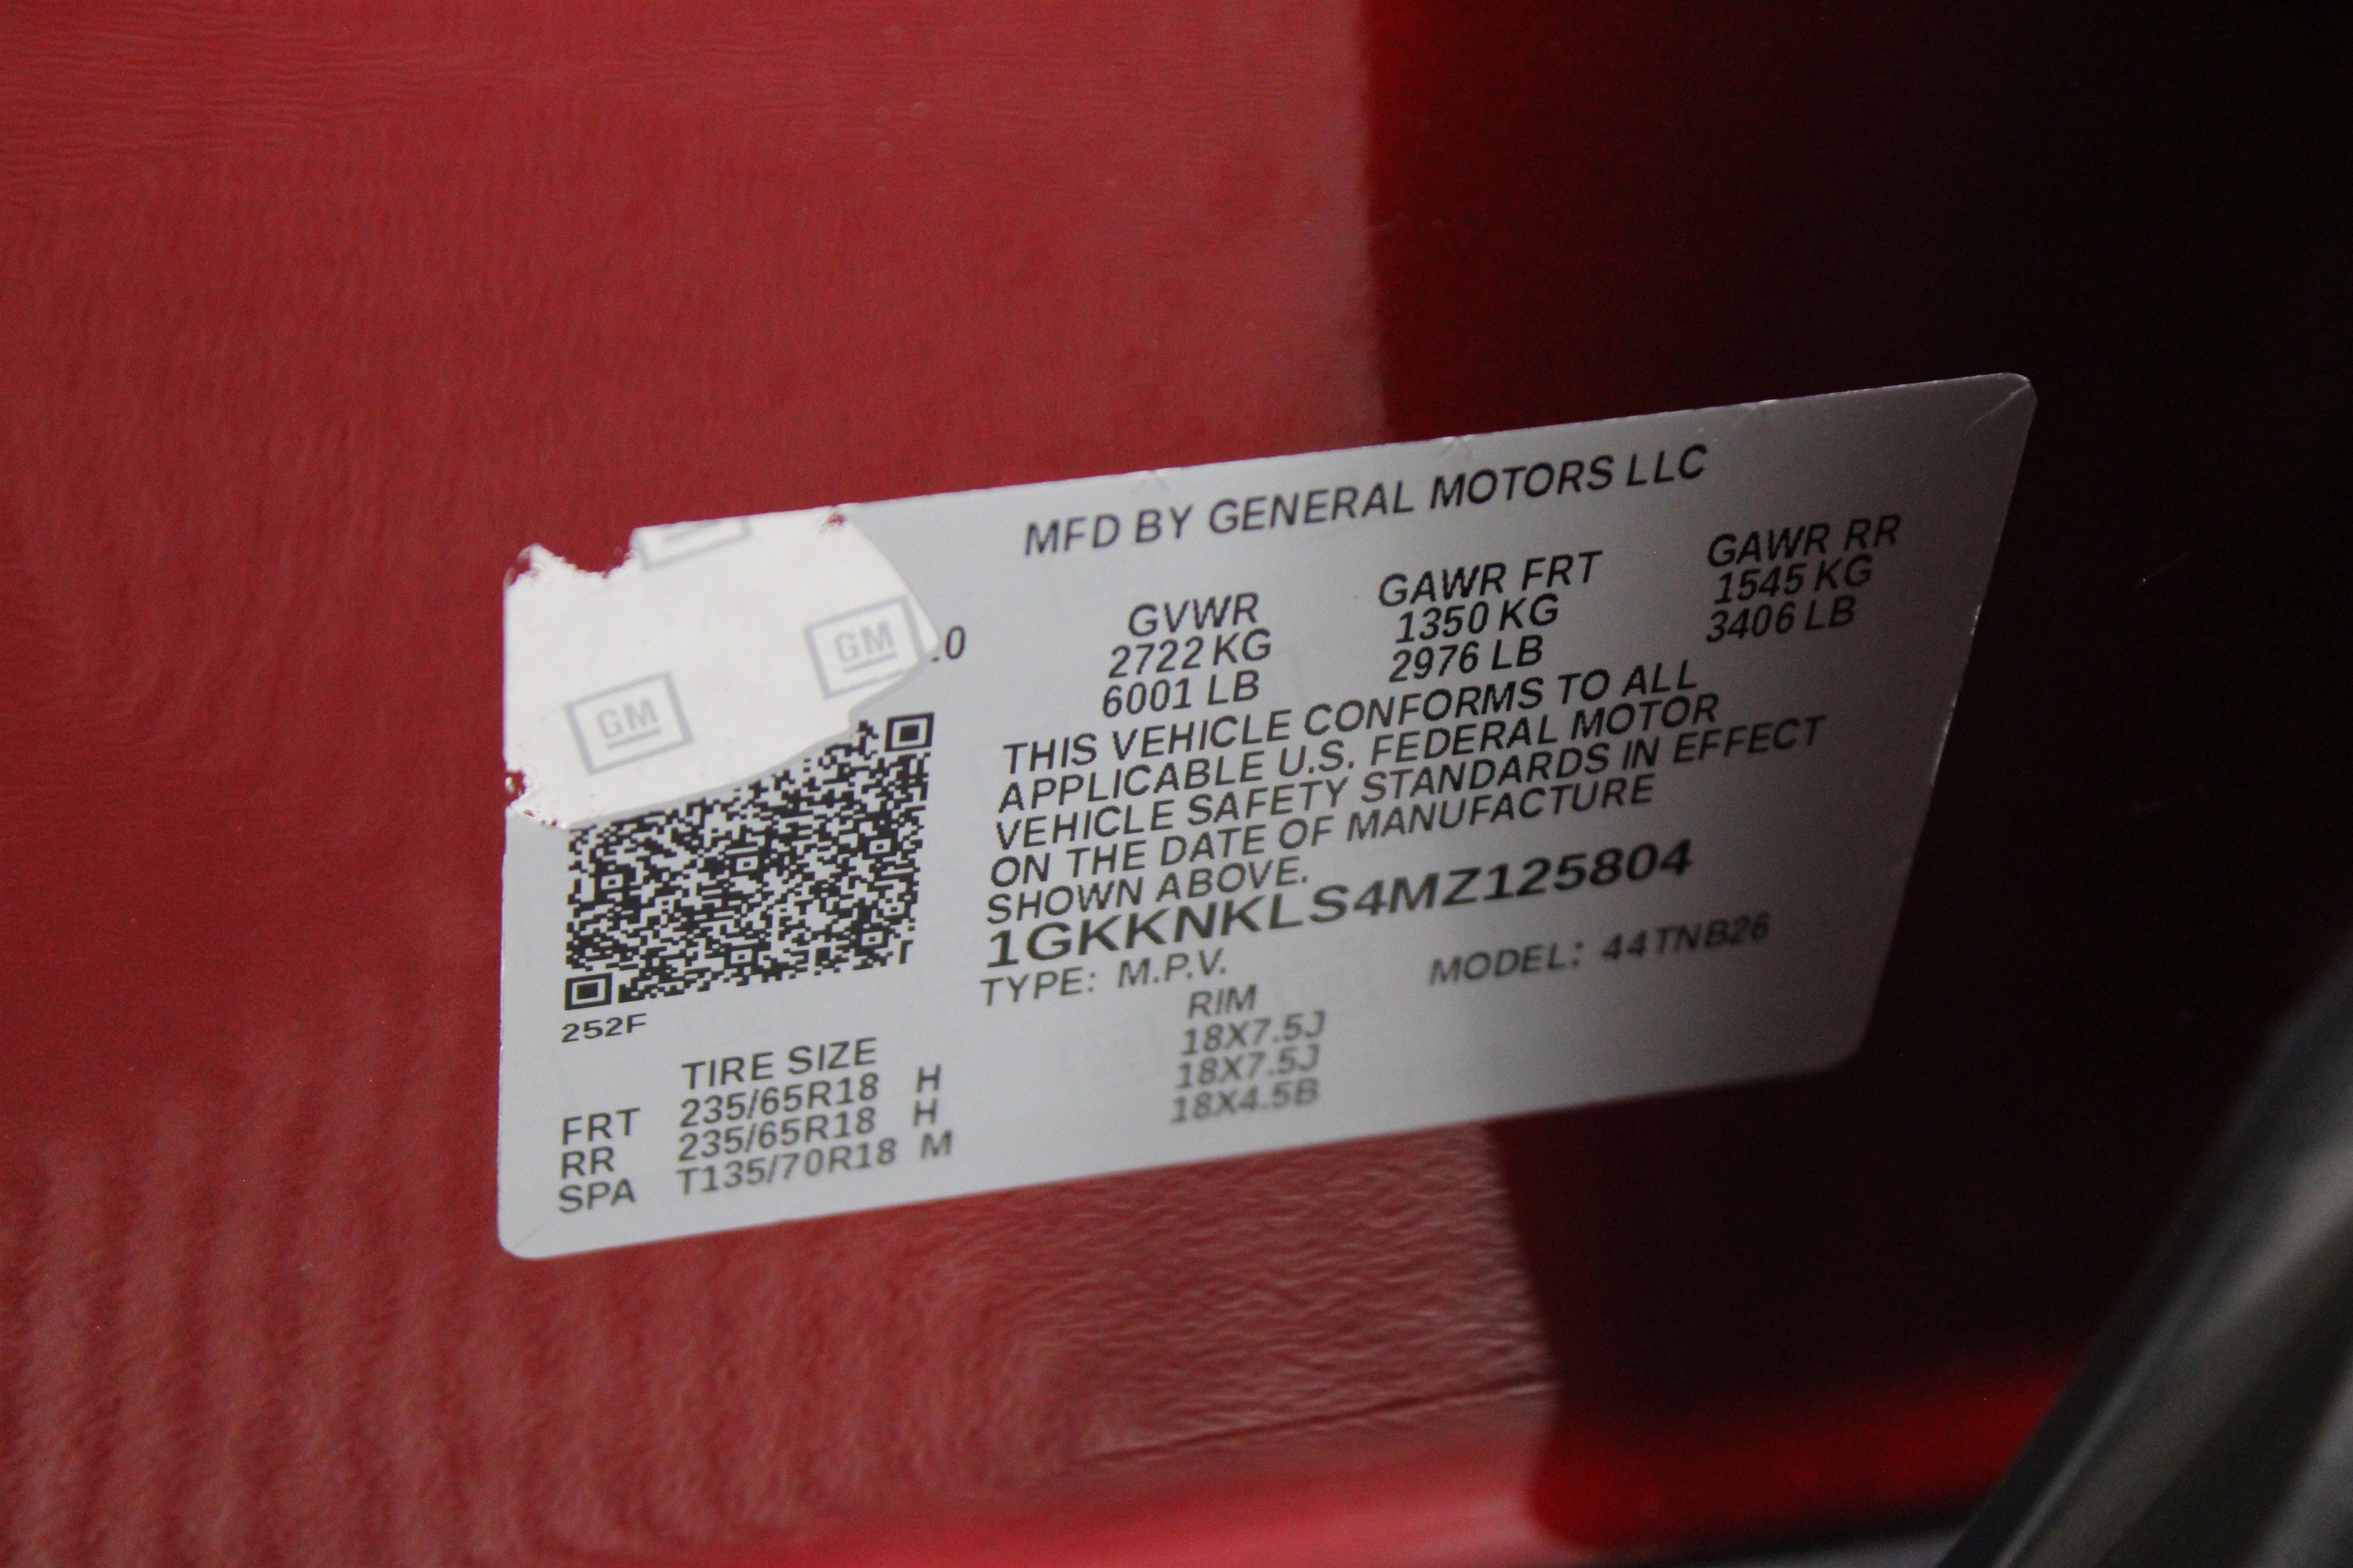 MFD BY GENERAL MOTORS LLC
GM
GM
.0
GVWR GAWR FRT GAWR RR
2722 KG 1350 KG 1545 KG
6001 LB 2976 LB 3406 LB
THIS VEHICLE CONFORMS TO ALL
APPLICABLE U.S. FEDERAL MOTOR
VEHICLE SAFETY STANDARDS IN EFFECT
ON THE DATE OF MANUFACTURE
SHOWN ABOVE.
1GKKNKLS4MZ125804
TYPE: M.P.V. MODEL: 44TNB26
252F
TIRE SIZE RIM
FRT 235/65R18 H 18X7.5J
RR 235/65R18 H 18X7.5J
SPA T135/70R18 M 18X4.5B